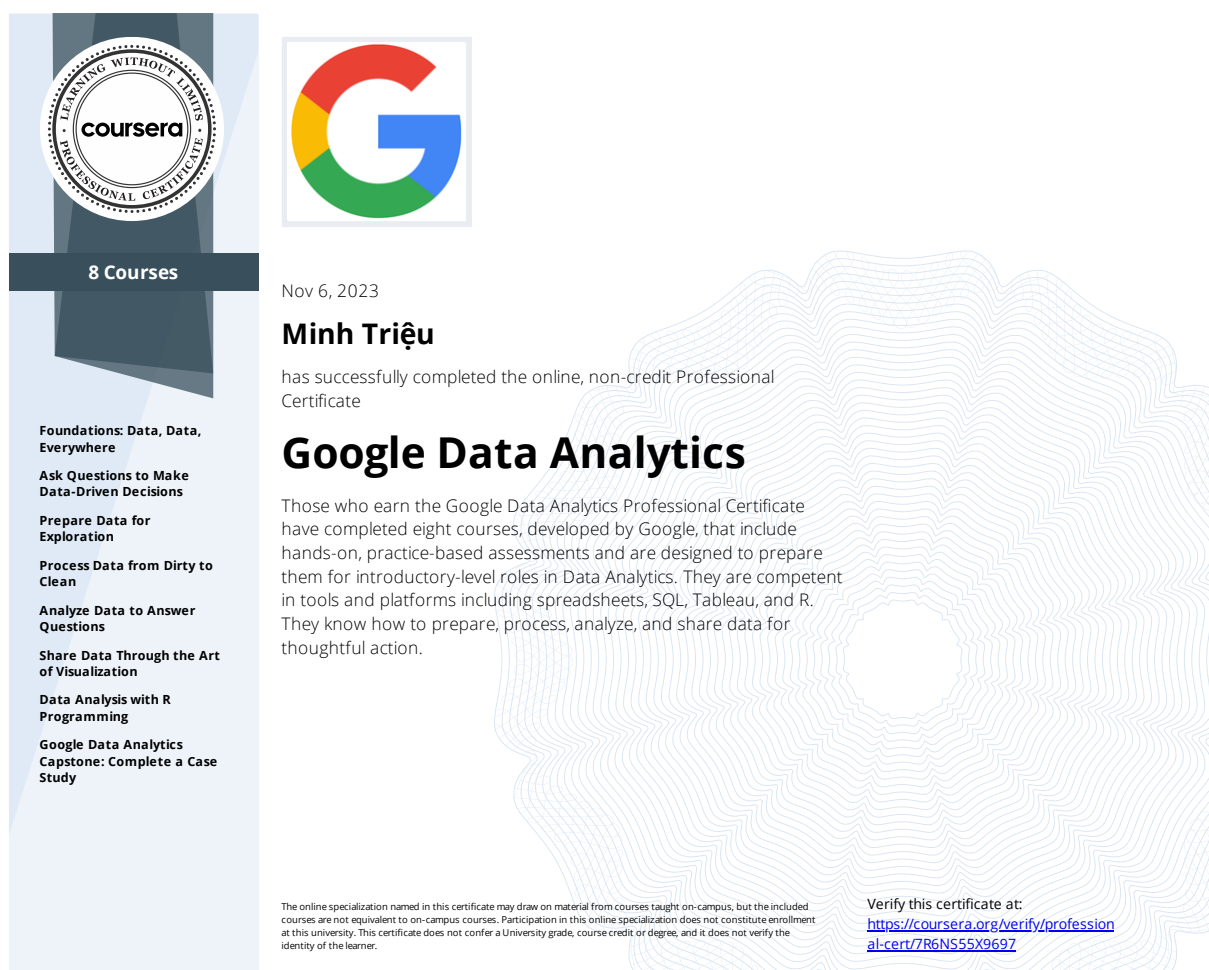 LEARNING WITHOUT LIMITS
coursera
PROFESSIONAL CERTIFICATE
8 Courses
Foundations: Data, Data,
Everywhere
Ask Questions to Make
Data-Driven Decisions
Prepare Data for
Exploration
Process Data from Dirty to
Clean
Analyze Data to Answer
Questions
Share Data Through the Art
of Visualization
Data Analysis with R
Programming
Google Data Analytics
Capstone: Complete a Case
Study
Nov 6, 2023
Minh Triệu
has successfully completed the online, non-credit Professional
Certificate
Google Data Analytics
Those who earn the Google Data Analytics Professional Certificate
have completed eight courses, developed by Google, that include
hands-on, practice-based assessments and are designed to prepare
them for introductory-level roles in Data Analytics. They are competent
in tools and platforms including spreadsheets, SQL, Tableau, and R.
They know how to prepare, process, analyze, and share data for
thoughtful action.
The online specialization named in this certificate may draw on material from courses taught on-campus, but the included
courses are not equivalent to on-campus courses. Participation in this online specialization does not constitute enrollment
at this university. This certificate does not confer a University grade, course credit or degree, and it does not verify the
identity of the learner.
Verify this certificate at:
https://coursera.org/verify/profession
al-cert/7R6NS55X9697